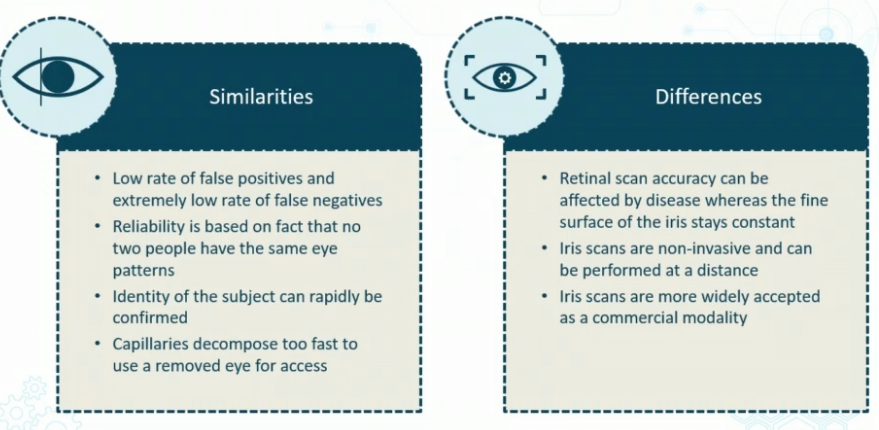 Similarities
• Low rate of false positives and
extremely low rate of false negatives
• Reliability is based on fact that no
two people have the same eye
patterns
• Identity of the subject can rapidly be
confirmed
• Capillaries decompose too fast to
use a removed eye for access
Differences
• Retinal scan accuracy can be
affected by disease whereas the fine
surface of the iris stays constant
• Iris scans are non-invasive and can
be performed at a distance
• Iris scans are more widely accepted
as a commercial modality